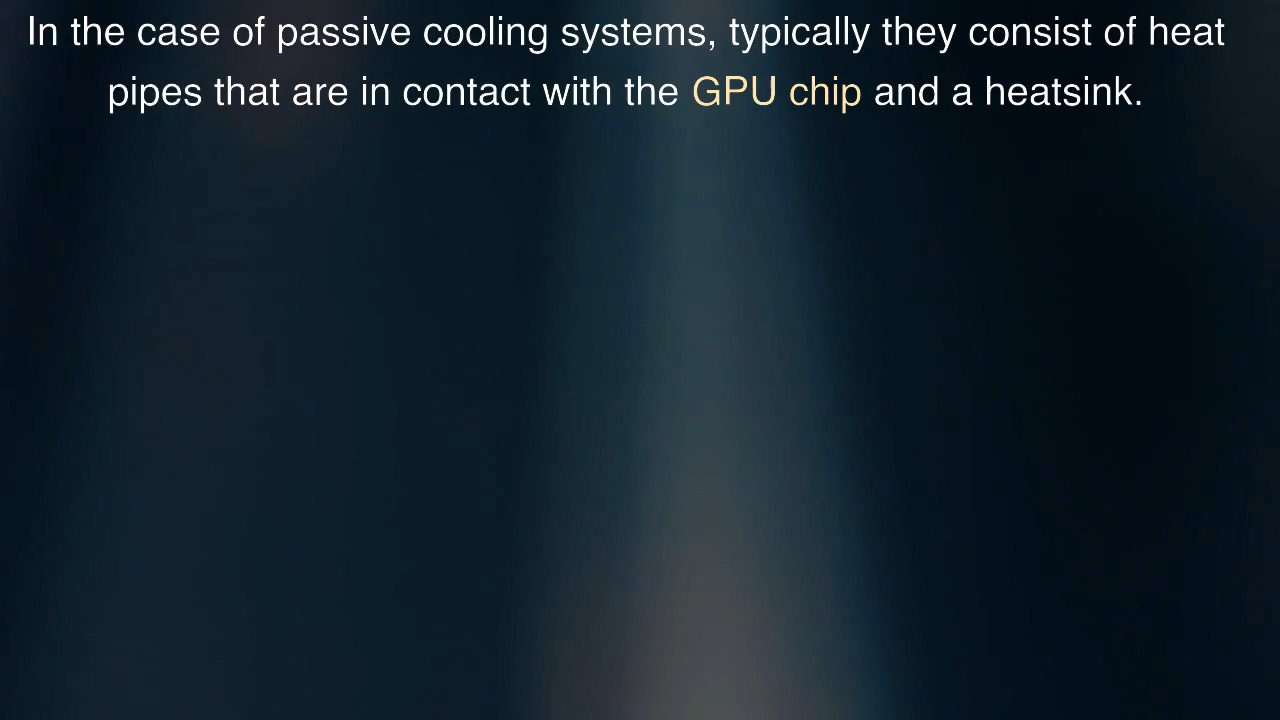 In the case of passive cooling systems, typically they consist of heat
pipes that are in contact with the GPU chip and a heatsink.